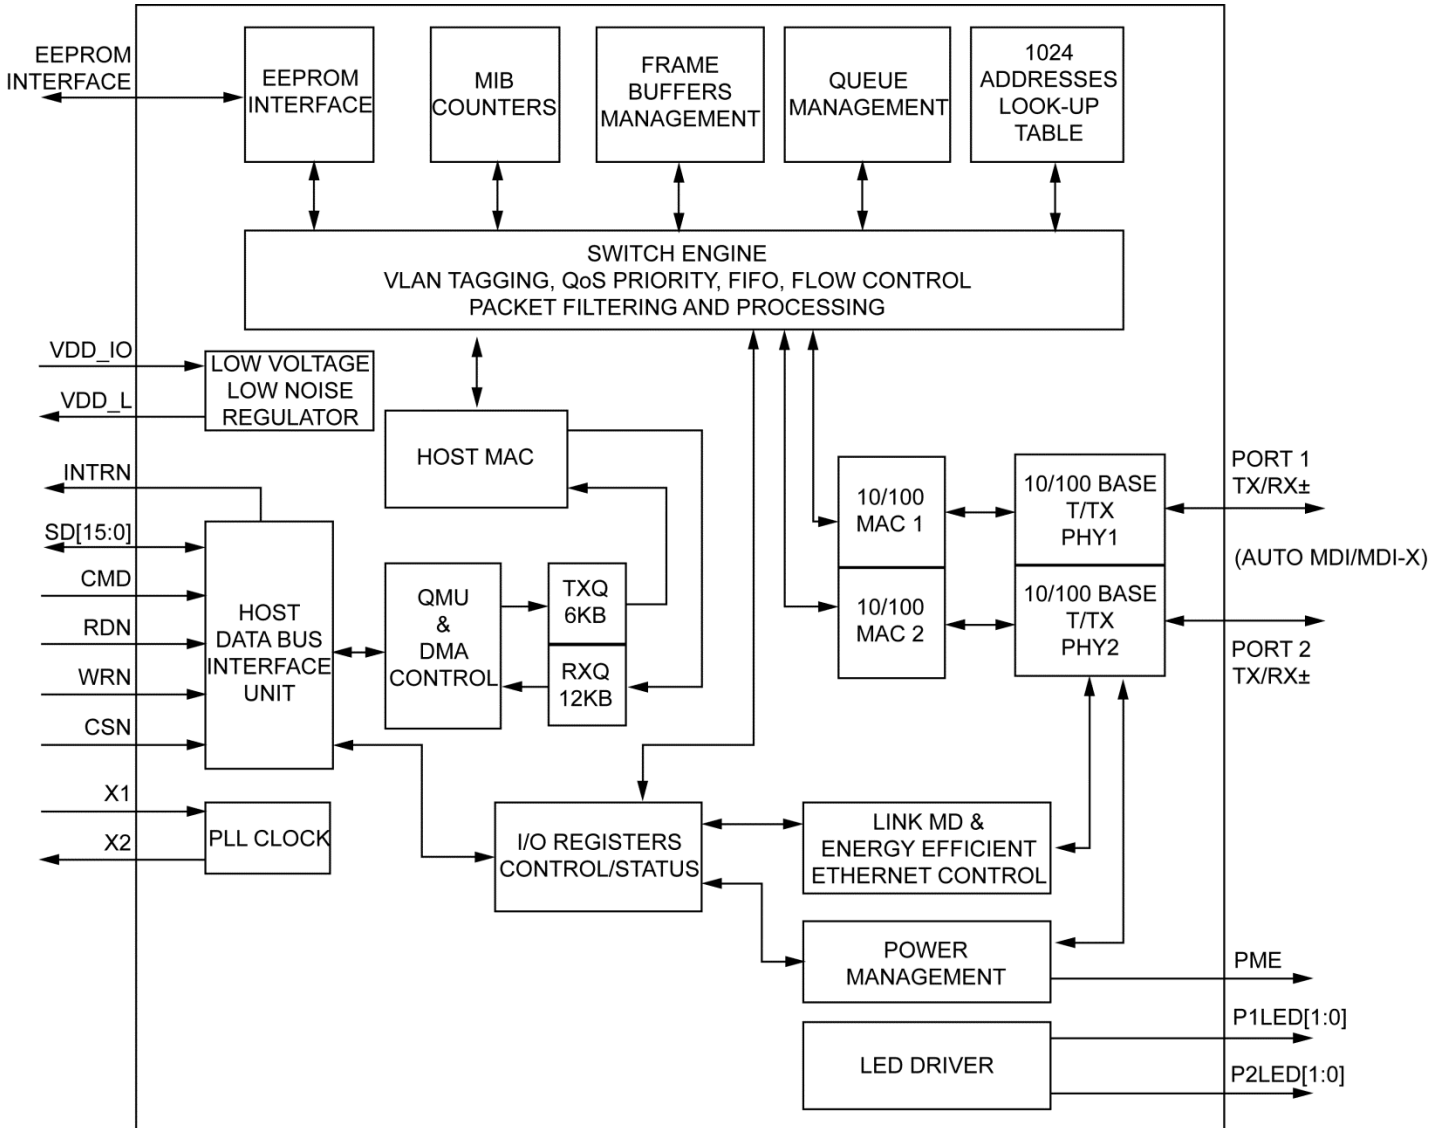 EEPROM
INTERFACE
EEPROM
INTERFACE
MIB
COUNTERS
FRAME
BUFFERS
MANAGEMENT
QUEUE
MANAGEMENT
1024
ADDRESSES
LOOK-UP
TABLE
SWITCH ENGINE
VLAN TAGGING, QoS PRIORITY, FIFO, FLOW CONTROL
PACKET FILTERING AND PROCESSING
VDD_IO
VDD_L
LOW VOLTAGE
LOW NOISE
REGULATOR
HOST MAC
INTRN
SD[15:0]
CMD
RDN
WRN
CSN
HOST
DATA BUS
INTERFACE
UNIT
QMU
&
DMA
CONTROL
TXQ
6KB
RXQ
12KB
10/100
MAC 1
10/100
MAC 2
10/100 BASE
T/TX
PHY1
10/100 BASE
T/TX
PHY2
PORT 1
TX/RX±
(AUTO MDI/MDI-X)
PORT 2
TX/RX±
X1
X2
PLL CLOCK
I/O REGISTERS
CONTROL/STATUS
LINK MD &
ENERGY EFFICIENT
ETHERNET CONTROL
POWER
MANAGEMENT
PME
LED DRIVER
P1LED[1:0]
P2LED[1:0]